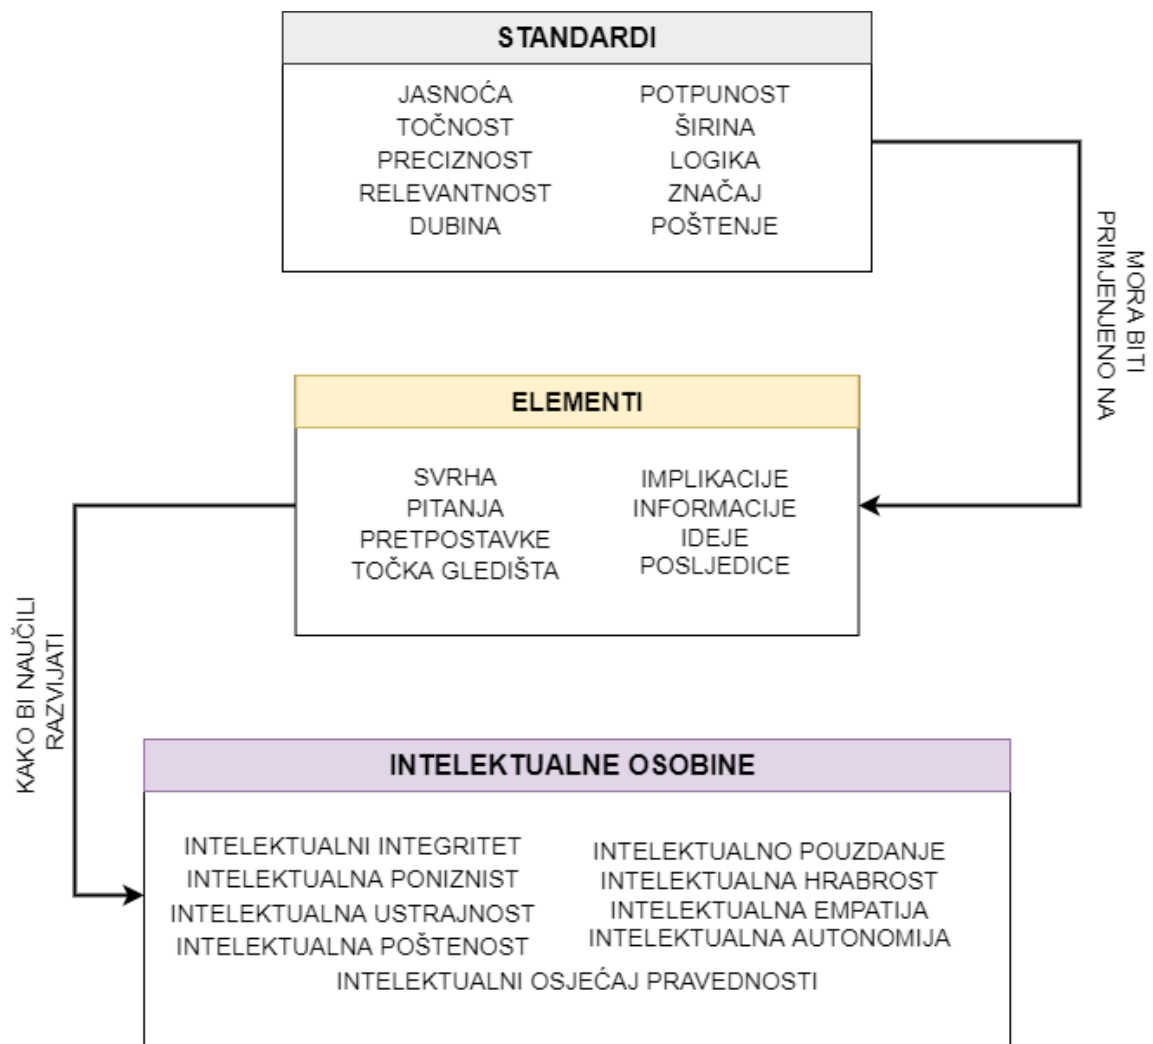 STANDARDI
JASNOĆA
TOČNOST
PRECIZNOST
RELEVANTNOST
DUBINA
POTPUNOST
ŠIRINA
LOGIKA
ZNAČAJ
POŠTENJE
MORA BITI
PRIMJENJENO NA
ELEMENTI
SVRHA
PITANJA
PRETPOSTAVKE
TOČKA GLEDIŠTA
IMPLIKACIJE
INFORMACIJE
IDEJE
POSLJEDICE
KAKO BI NAUČILI
RAZVIJATI
INTELEKTUALNE OSOBINE
INTELEKTUALNI INTEGRITET
INTELEKTUALNA PONIZNIST
INTELEKTUALNA USTRAJNOST
INTELEKTUALNA POŠTENOST
INTELEKTUALNO POUZDANJE
INTELEKTUALNA HRABROST
INTELEKTUALNA EMPATIJA
INTELEKTUALNA AUTONOMIJA
INTELEKTUALNI OSJEĆAJ PRAVEDNOSTI